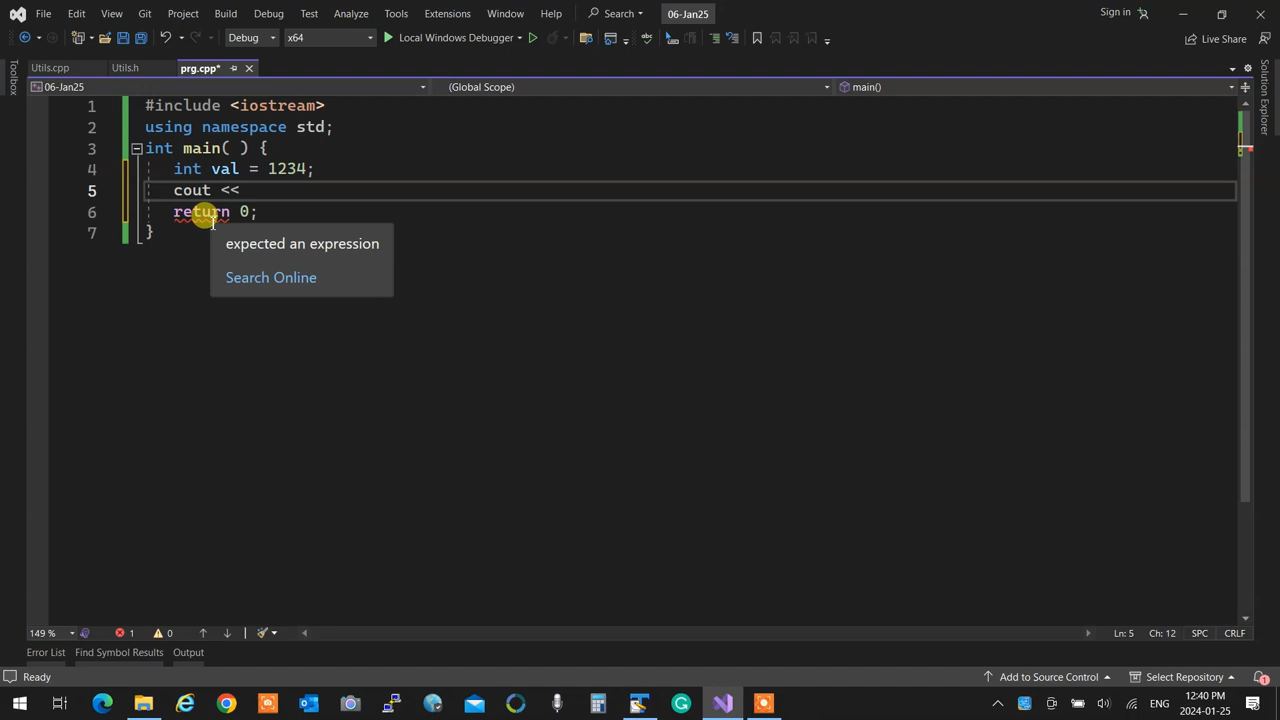 File Edit View Git Project Build Debug Test Analyze Tools Extensions Window Help Search 06-Jan25 Sign in
Debug x64 Local Windows Debugger Live Share
Utils.cpp Utils.h prg.cpp*
06-Jan25 (Global Scope) main()
Toolbox
Solution Explorer
1 #include <iostream>
2 using namespace std;
3 int main( ) {
4 int val = 1234;
5 cout <<
6 return 0;
7 }
expected an expression
Search Online
149 % 1 0 Ln: 5 Ch: 12 SPC CRLF
Error List Find Symbol Results Output
Ready Add to Source Control Select Repository 1
ENG 12:40 PM
2024-01-25